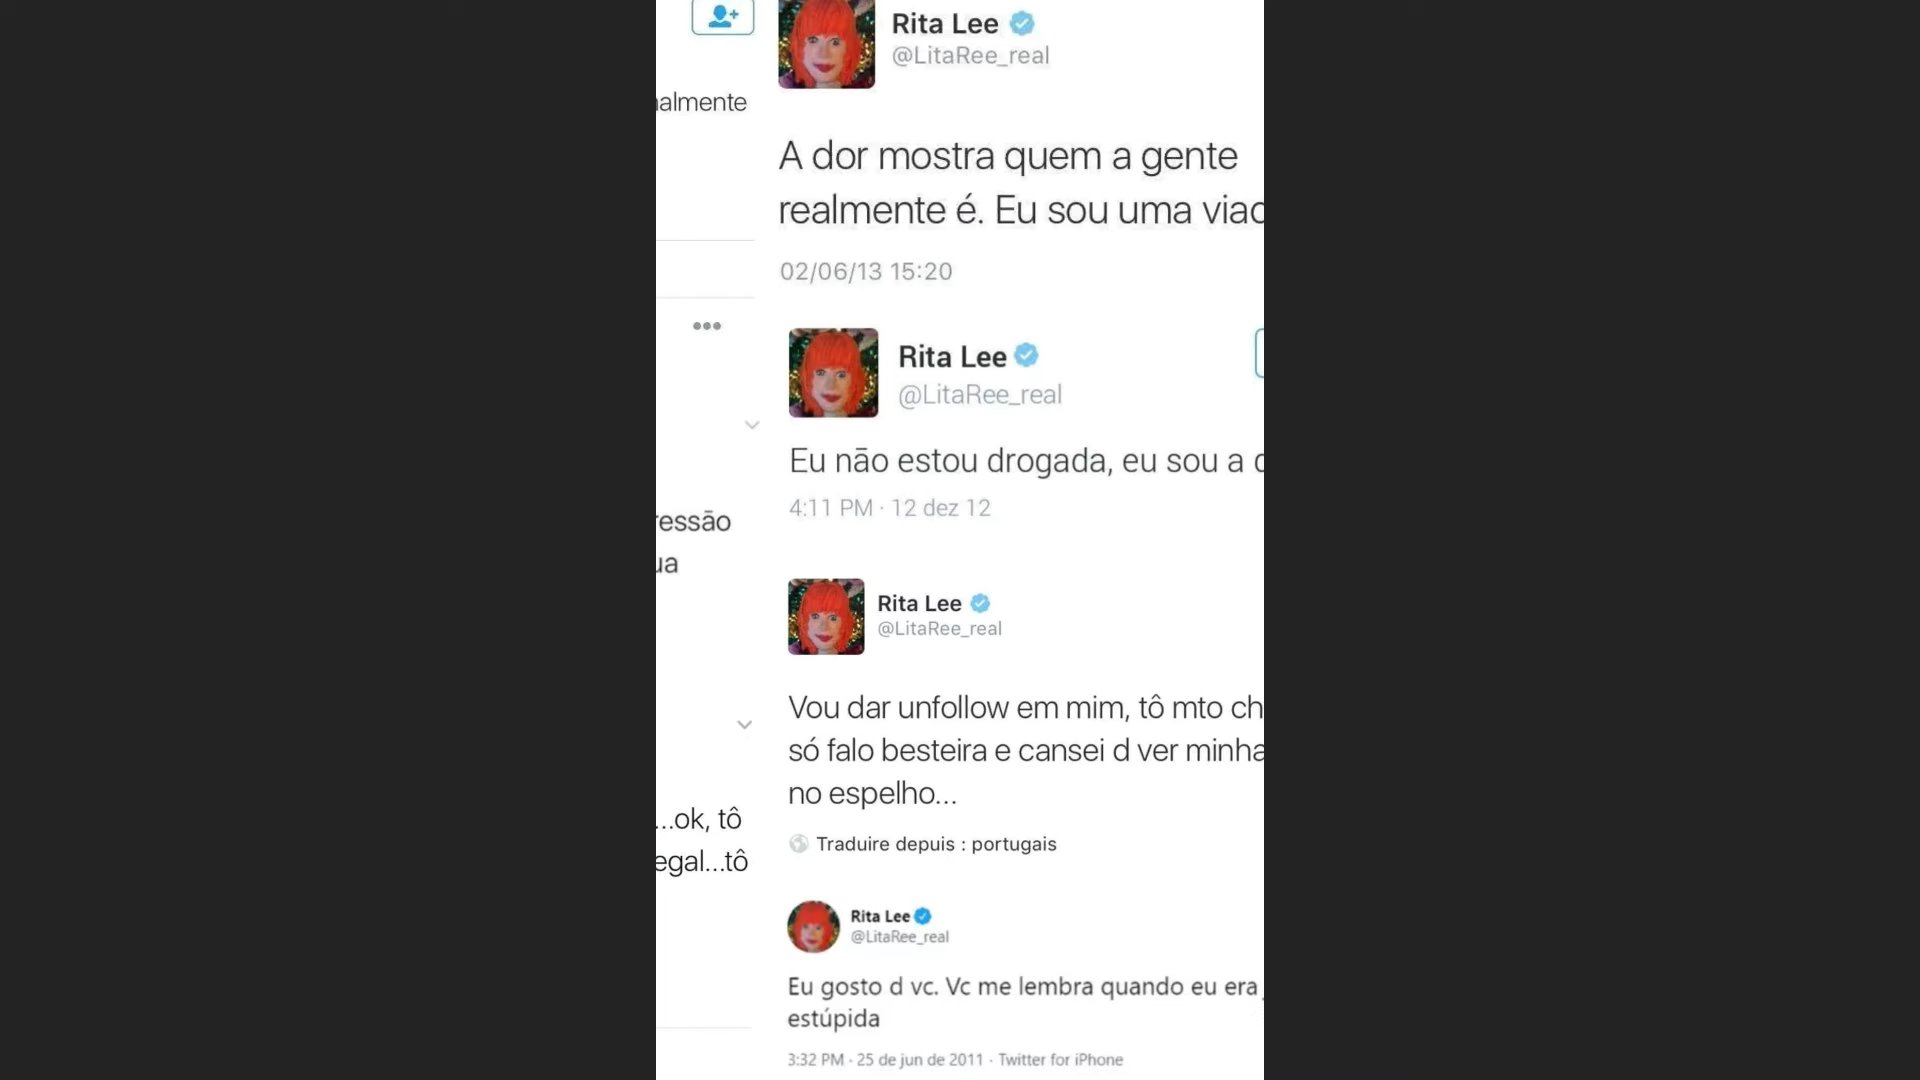 almente
ressão
ua
...ok, tô
egal...tô
Rita Lee
@LitaRee_real
A dor mostra quem a gente
realmente é. Eu sou uma
02/06/13 15:20
Rita Lee
@LitaRee_real
Eu não estou drogada, eu sou a
4:11 PM · 12 dez 12
Rita Lee
@LitaRee_real
Vou dar unfollow em mim, tô mto ch
só falo besteira e cansei d ver minha
no espelho...
Traduire depuis : portugais
Rita Lee
@LitaRee_real
Eu gosto d vc. Vc me lembra quando eu era
estúpida
3:32 PM · 25 de jun de 2011 · Twitter for iPhone